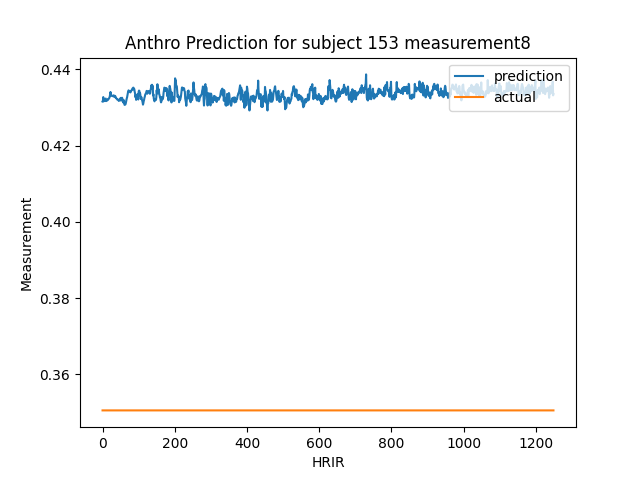 Anthro Prediction for subject 153 measurement8
prediction
actual
0.44
0.42
0.40
0.38
0.36
Measurement
0 200 400 600 800 1000 1200
HRIR